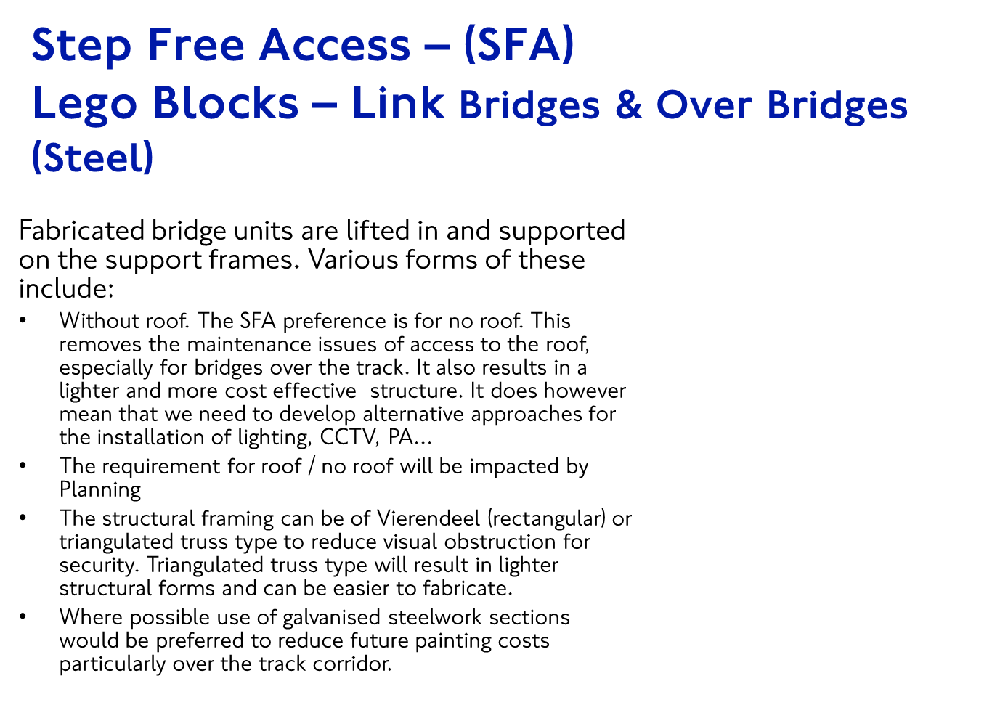 Step Free Access – (SFA)
Lego Blocks – Link Bridges & Over Bridges
(Steel)
Fabricated bridge units are lifted in and supported
on the support frames. Various forms of these
include:
• Without roof. The SFA preference is for no roof. This
removes the maintenance issues of access to the roof,
especially for bridges over the track. It also results in a
lighter and more cost effective  structure. It does however
mean that we need to develop alternative approaches for
the installation of lighting, CCTV, PA...
• The requirement for roof / no roof will be impacted by
Planning
• The structural framing can be of Vierendeel (rectangular) or
triangulated truss type to reduce visual obstruction for
security. Triangulated truss type will result in lighter
structural forms and can be easier to fabricate.
• Where possible use of galvanised steelwork sections
would be preferred to reduce future painting costs
particularly over the track corridor.